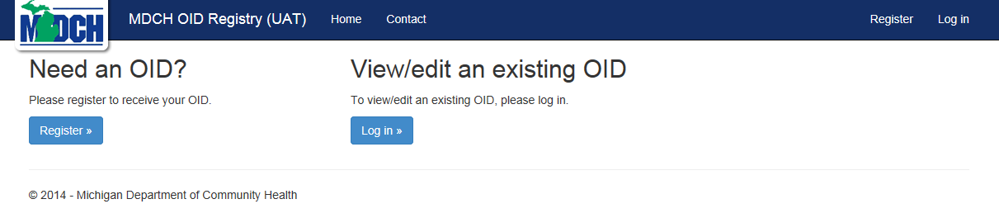 MDCH
MDCH OID Registry (UAT) Home Contact Register Log in
Need an OID?
Please register to receive your OID.
Register »
View/edit an existing OID
To view/edit an existing OID, please log in.
Log in »
© 2014 - Michigan Department of Community Health